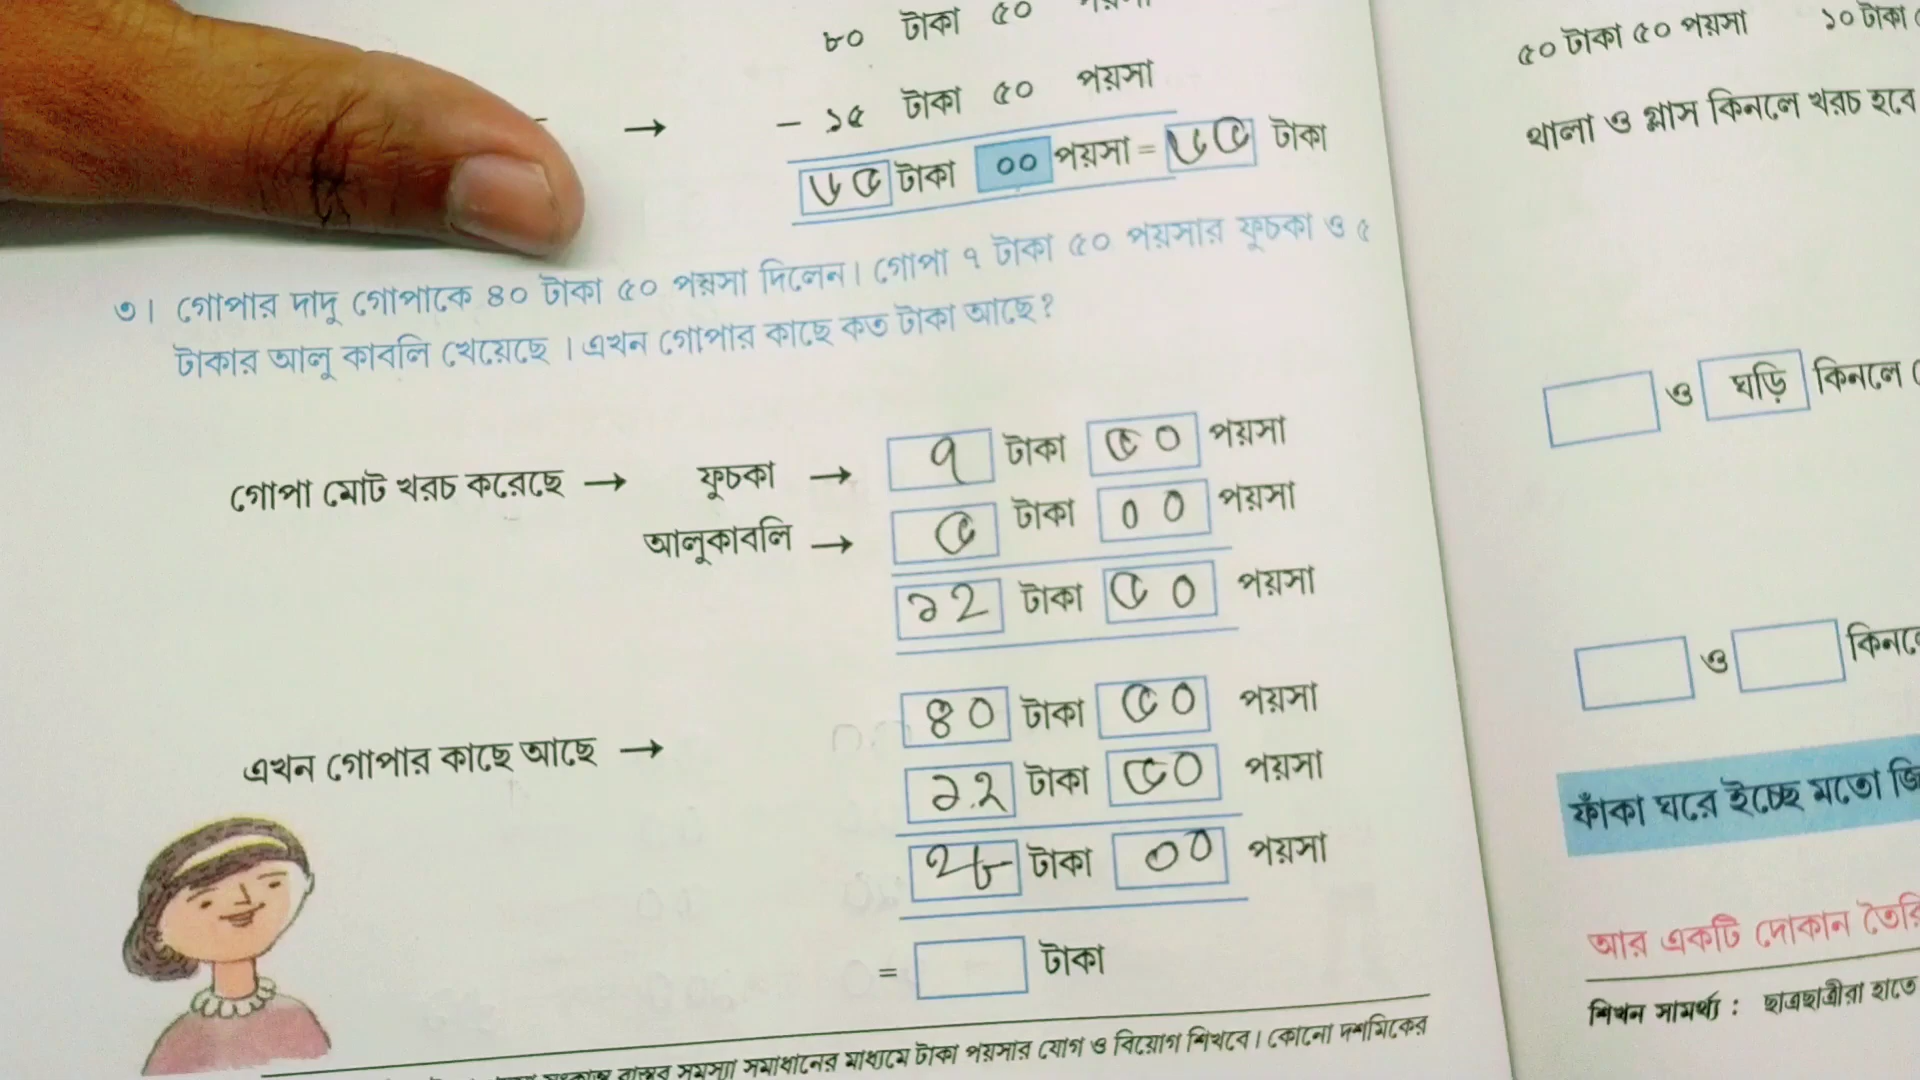 ৮০ টাকা ৫০
→ – ১৫ টাকা ৫০ পয়সা
৬৫ টাকা ০০ পয়সা = ৬৫ টাকা
৩। গোপার দাদু গোপাকে ৪০ টাকা ৫০ পয়সা দিলেন। গোপা ৭ টাকা ৫০ পয়সার ফুচকা ও ৫
টাকার আলু কাবলি খেয়েছে। এখন গোপার কাছে কত টাকা আছে?
গোপা মোট খরচ করেছে → ফুচকা → ৭ টাকা ৫০ পয়সা
আলুকাবলি → ৫ টাকা ০০ পয়সা
১২ টাকা ৫০ পয়সা
এখন গোপার কাছে আছে → ৪০ টাকা ৫০ পয়সা
১২ টাকা ৫০ পয়সা
২৮ টাকা ০০ পয়সা
= টাকা
সমস্যা সমাধানের মাধ্যমে টাকা পয়সার যোগ ও বিয়োগ শিখবে। কোনো দশমিকের
৫০ টাকা ৫০ পয়সা ১০ টাকা
থালা ও গ্লাস কিনলে খরচ হবে
ও ঘড়ি কিনলে
ও
ফাঁকা ঘরে ইচ্ছে মতো
আর একটি দোকান
শিখন সামর্থ্য : ছাত্রছাত্রীরা হাতে